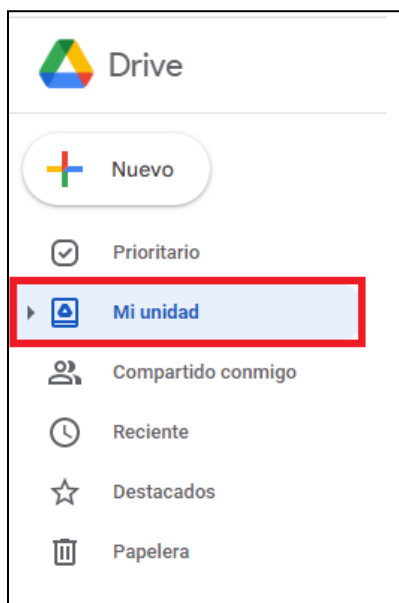 Drive
Nuevo
Prioritario
Mi unidad
Compartido conmigo
Reciente
Destacados
Papelera